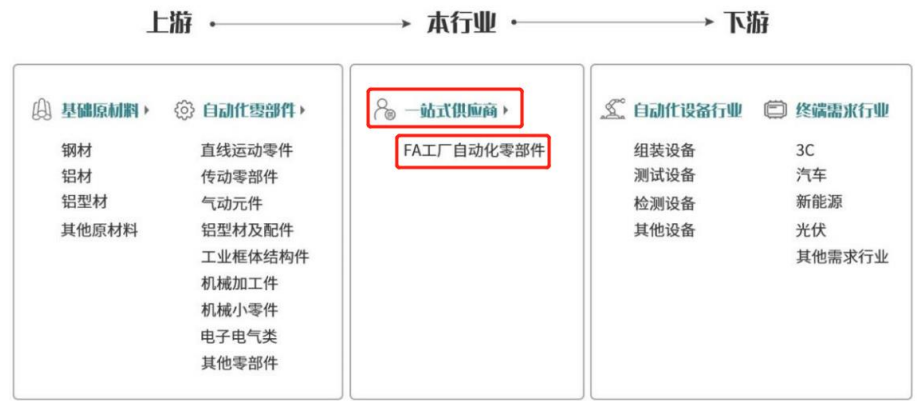 上游
本行业
下游
基础原材料
钢材
铝材
铝型材
其他原材料
自动化零部件
直线运动零件
传动零部件
气动元件
铝型材及配件
工业框体结构件
机械加工件
机械小零件
电子电气类
其他零部件
一站式供应商
FA工厂自动化零部件
自动化设备行业
组装设备
测试设备
检测设备
其他设备
终端需求行业
3C
汽车
新能源
光伏
其他需求行业